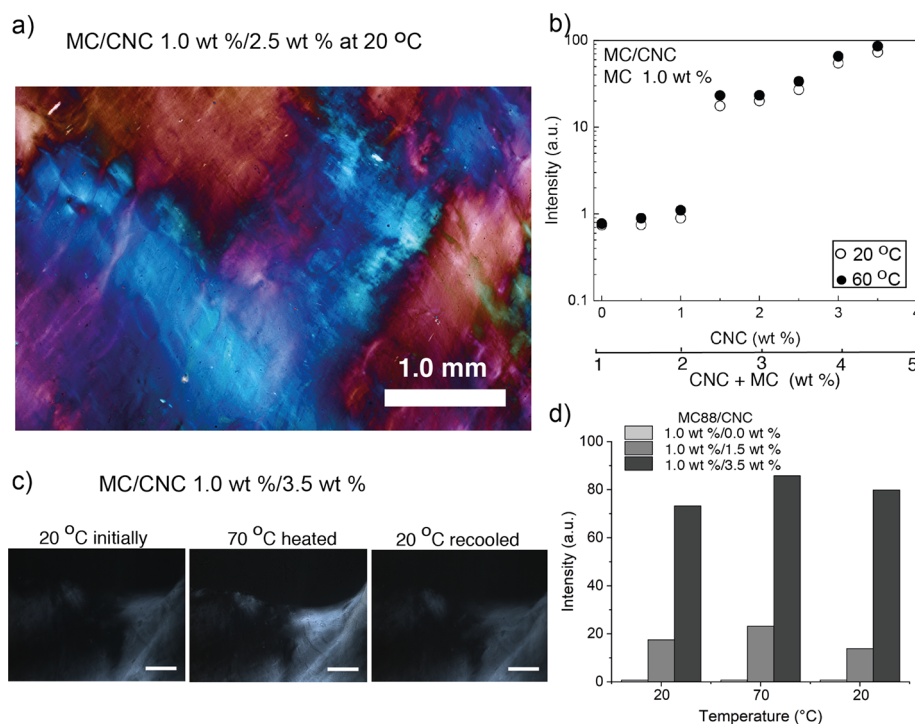 a)
MC/CNC 1.0 wt %/2.5 wt % at 20 °C
1.0 mm
b)
MC/CNC
MC 1.0 wt %
100
10
1
0.1
Intensity (a.u.)
20 °C
60 °C
0 1 2 3 4
CNC (wt %)
1 2 3 4 5
CNC + MC (wt %)
c)
MC/CNC 1.0 wt %/3.5 wt %
20 °C initially
70 °C heated
20 °C recooled
d)
MC88/CNC
1.0 wt %/0.0 wt %
1.0 wt %/1.5 wt %
1.0 wt %/3.5 wt %
100
80
60
40
20
0
Intensity (a.u.)
20 70 20
Temperature (°C)